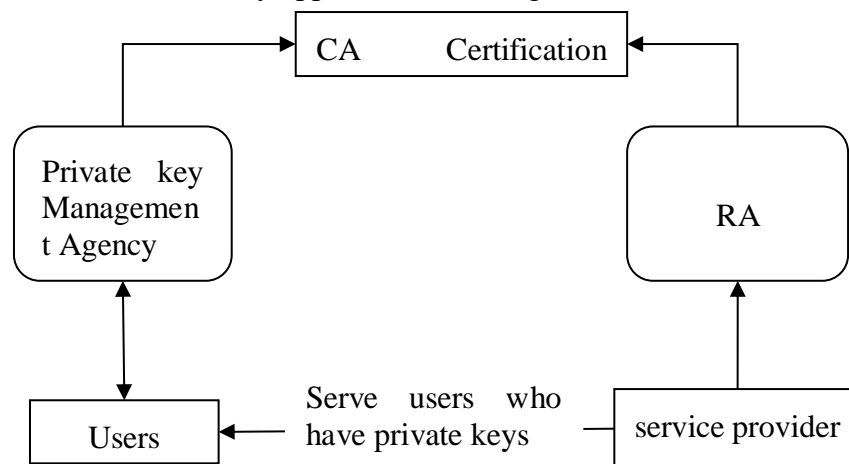 CA Certification
Private key
Managemen
t Agency
RA
Serve users who
have private keys
Users
service provider